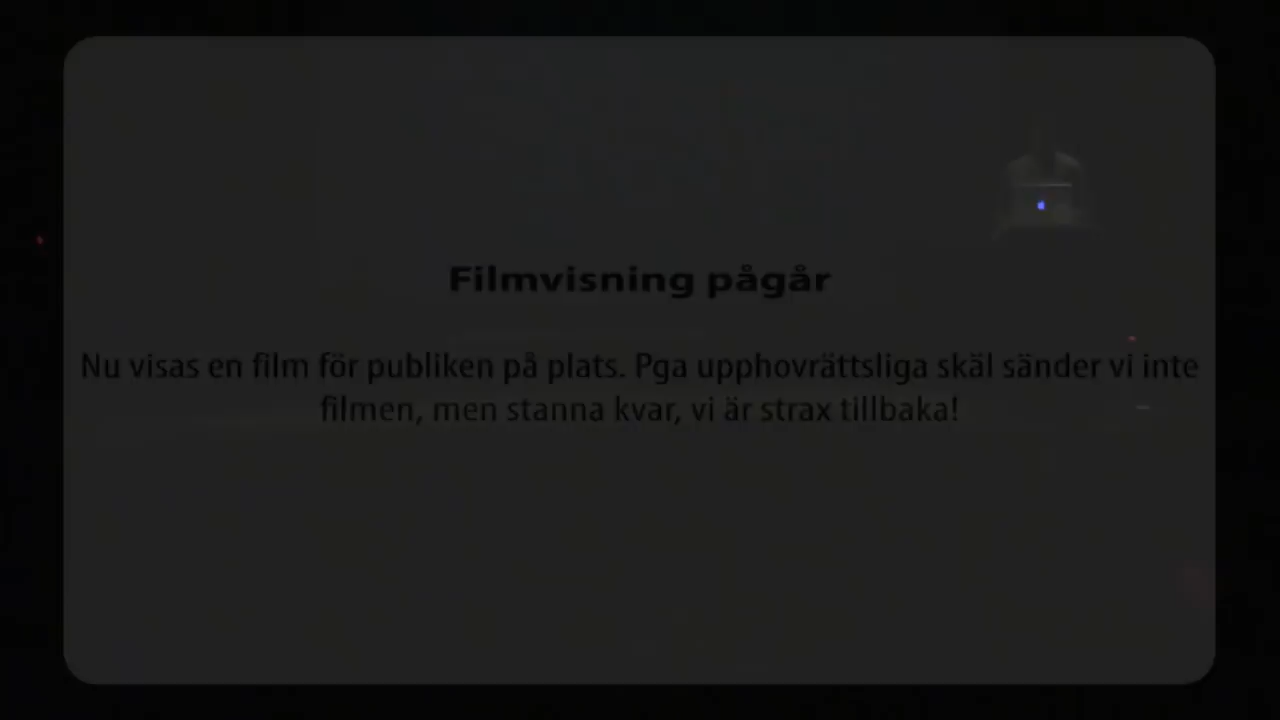 Filmvisning pågår
Nu visas en film för publiken på plats. Pga upphovrättsliga skäl sänder vi inte
filmen, men stanna kvar, vi är strax tillbaka!